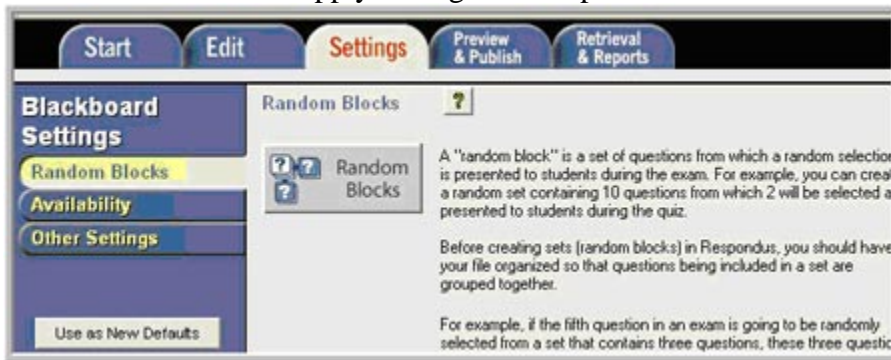 Start
Edit
Settings
Preview
& Publish
Retrieval
& Reports
Blackboard
Settings
Random Blocks
Availability
Other Settings
Use as New Defaults
Random Blocks
?
Random
Blocks
A "random block" is a set of questions from which a random selection
is presented to students during the exam. For example, you can creat
a random set containing 10 questions from which 2 will be selected a
presented to students during the quiz.
Before creating sets (random blocks) in Respondus, you should have
your file organized so that questions being included in a set are
grouped together.
For example, if the fifth question in an exam is going to be randomly
selected from a set that contains three questions, these three questio